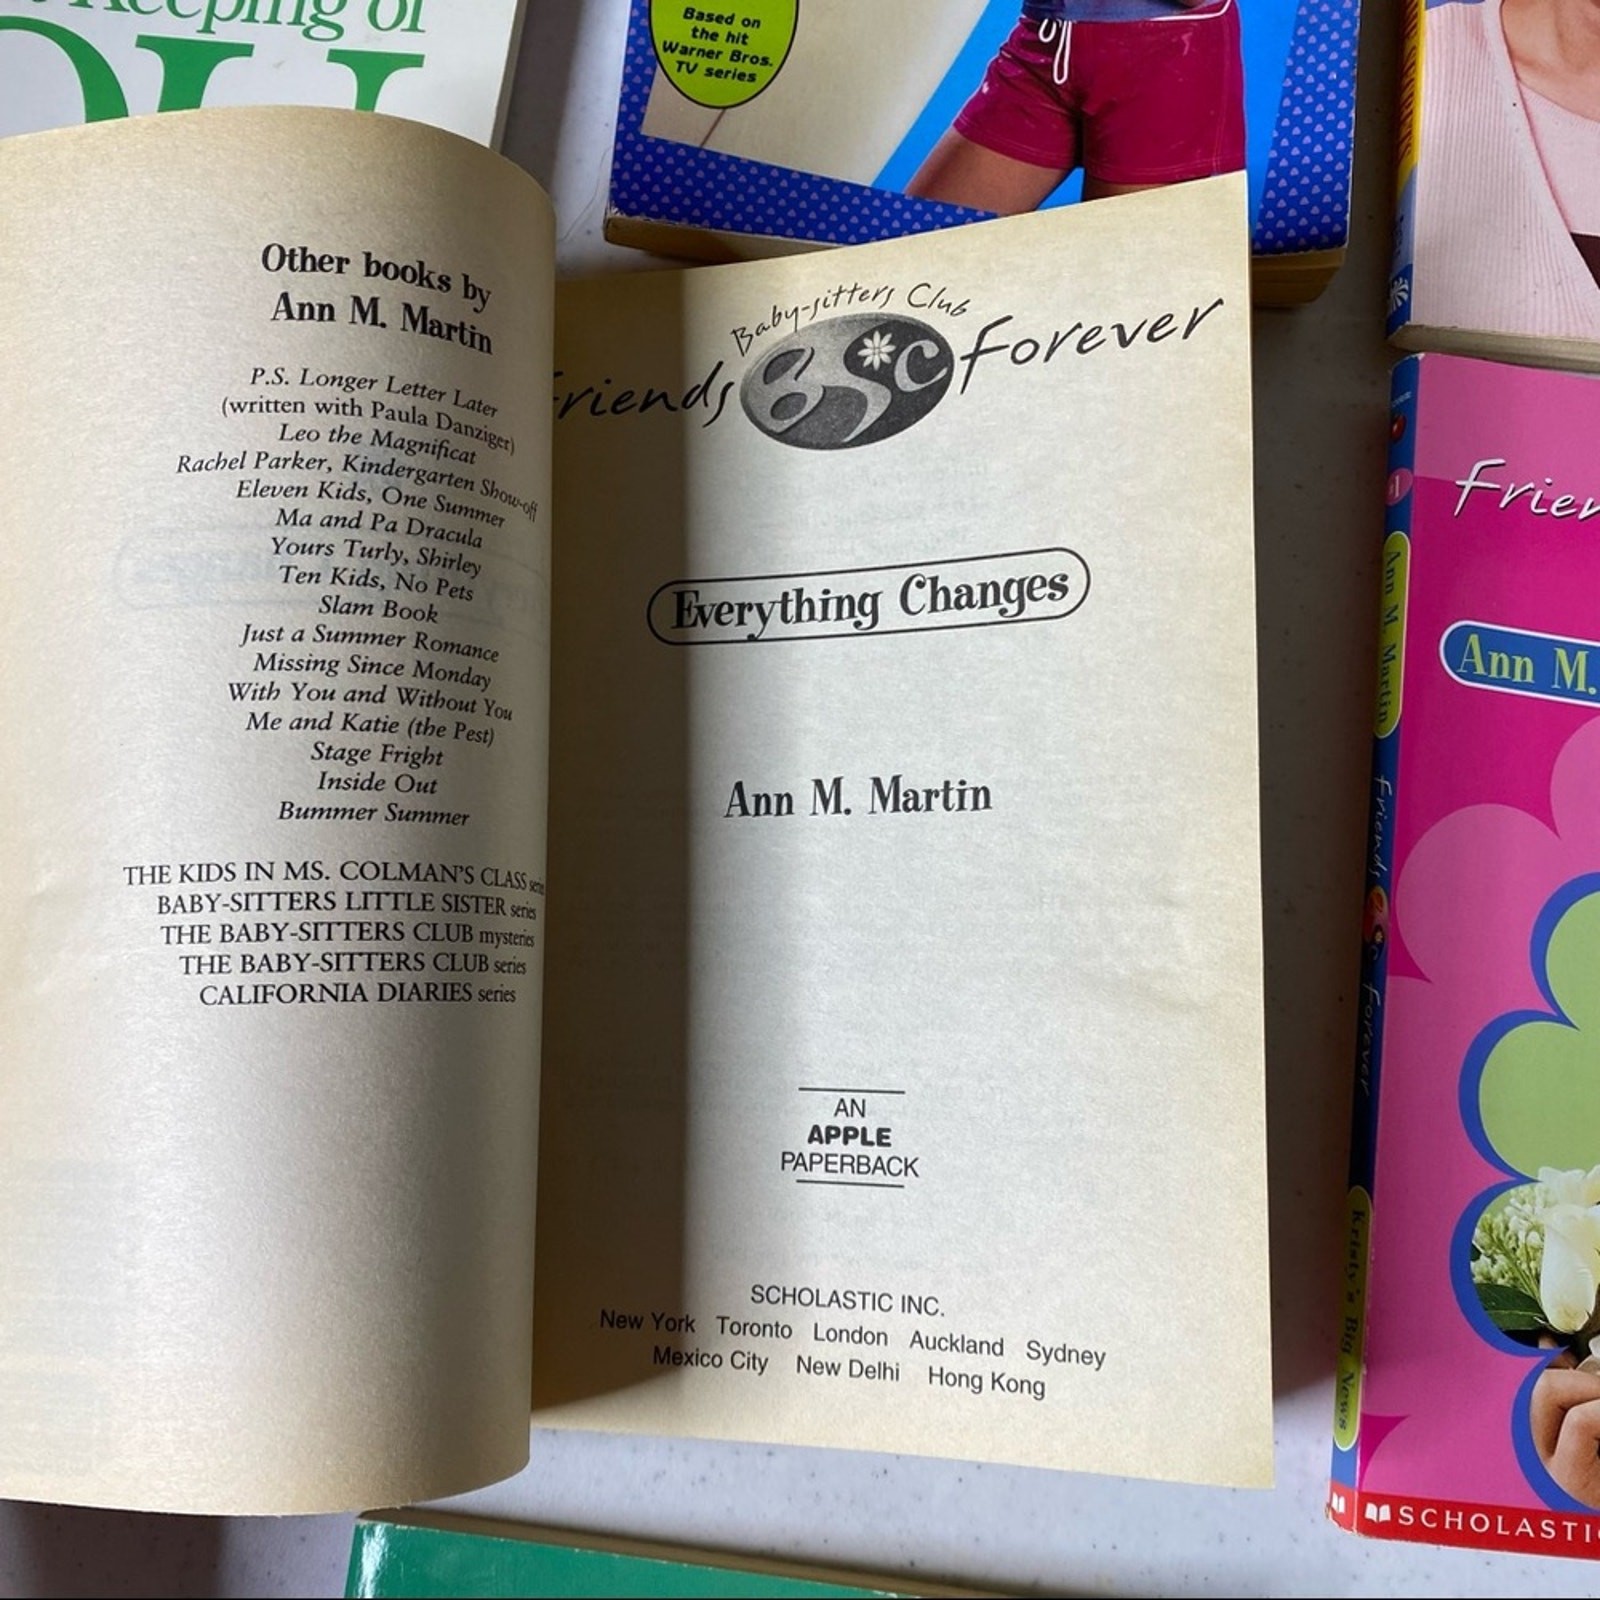 Keeping of
Based on
the hit
Warner Bros.
TV series
Other books by
Ann M. Martin
P.S. Longer Letter Later
(written with Paula Danziger)
Leo the Magnificat
Rachel Parker, Kindergarten Show-off
Eleven Kids, One Summer
Ma and Pa Dracula
Yours Turly, Shirley
Ten Kids, No Pets
Slam Book
Just a Summer Romance
Missing Since Monday
With You and Without You
Me and Katie (the Pest)
Stage Fright
Inside Out
Bummer Summer
THE KIDS IN MS. COLMAN'S CLASS series
BABY-SITTERS LITTLE SISTER series
THE BABY-SITTERS CLUB mysteries
THE BABY-SITTERS CLUB series
CALIFORNIA DIARIES series
Baby-sitters Club
Friends BSC Forever
Everything Changes
Ann M. Martin
AN
APPLE
PAPERBACK
SCHOLASTIC INC.
New York Toronto London Auckland Sydney
Mexico City New Delhi Hong Kong
#1
Ann M. Martin
Friends BSC Forever
Kristy's Big News
Frien
Ann M.
SCHOLASTIC